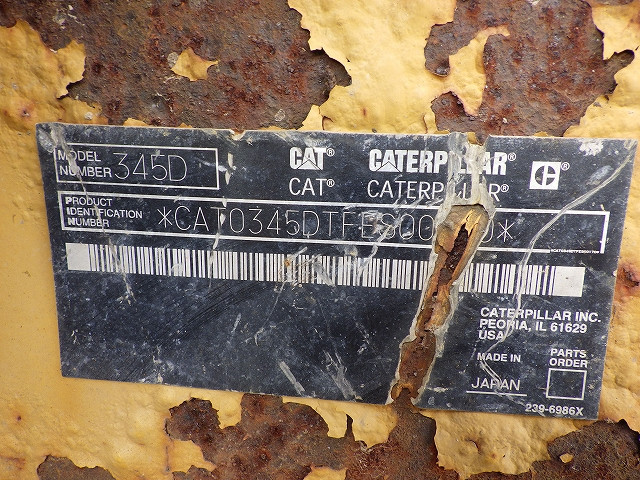 MODEL
NUMBER 345D
CAT® CATERPILLAR®
CAT® CATERPILLAR®
PRODUCT
IDENTIFICATION
NUMBER
CATERPILLAR INC.
PEORIA, IL 61629
USA
MADE IN
JAPAN
PARTS
ORDER
239-6986X